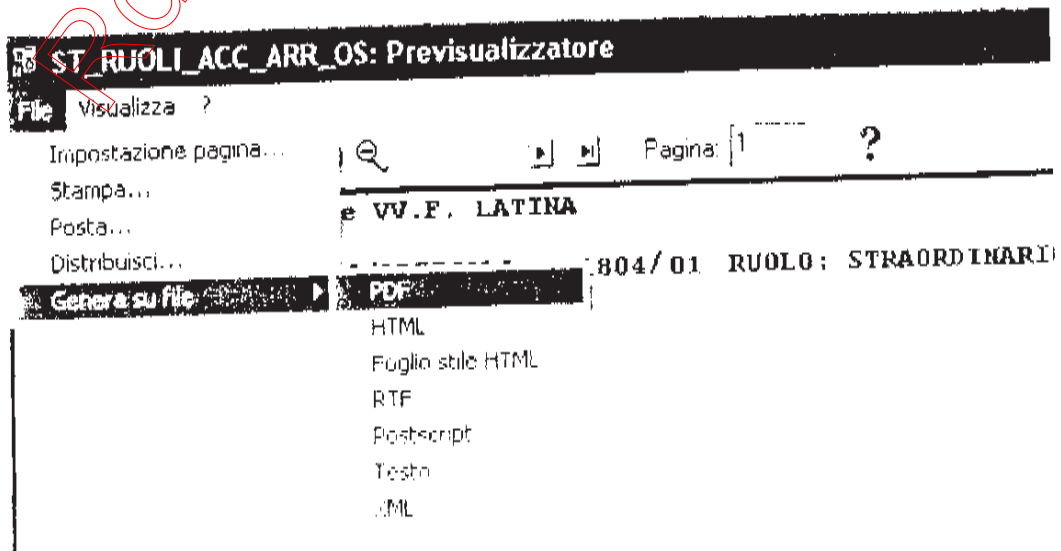 ST_RUOLI_ACC_ARR_OS: Previsualizzatore
File Visualizza ?
Impostazione pagina...
Pagina: 1 ?
Stampa...
e VV.F. LATINA
Posta...
Distribuisci...
804/01 RUOLO: STRAORDINARI
Genera su file
PDF
HTML
Foglio stile HTML
RTF
Postscript
Testo
XML